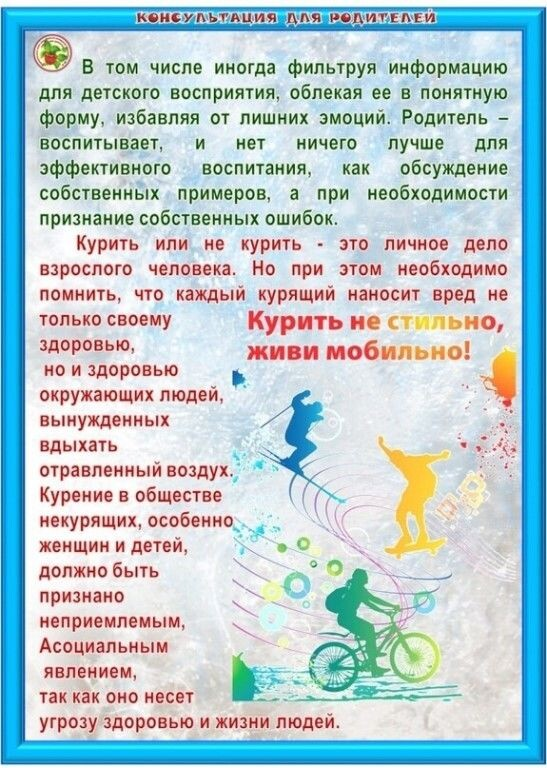 КОНСУЛЬТАЦИЯ ДЛЯ РОДИТЕЛЕЙ
В том числе иногда фильтруя информацию
для детского восприятия, облекая ее в понятную
форму, избавляя от лишних эмоций. Родитель –
воспитывает, и нет ничего лучше для
эффективного воспитания, как обсуждение
собственных примеров, а при необходимости
признание собственных ошибок.
Курить или не курить - это личное дело
взрослого человека. Но при этом необходимо
помнить, что каждый курящий наносит вред не
только своему
здоровью,
но и здоровью
окружающих людей,
вынужденных
вдыхать
отравленный воздух.
Курение в обществе
некурящих, особенно
женщин и детей,
должно быть
признано
неприемлемым,
Асоциальным
явлением,
так как оно несет
угрозу здоровью и жизни людей.
Курить не стильно,
живи мобильно!